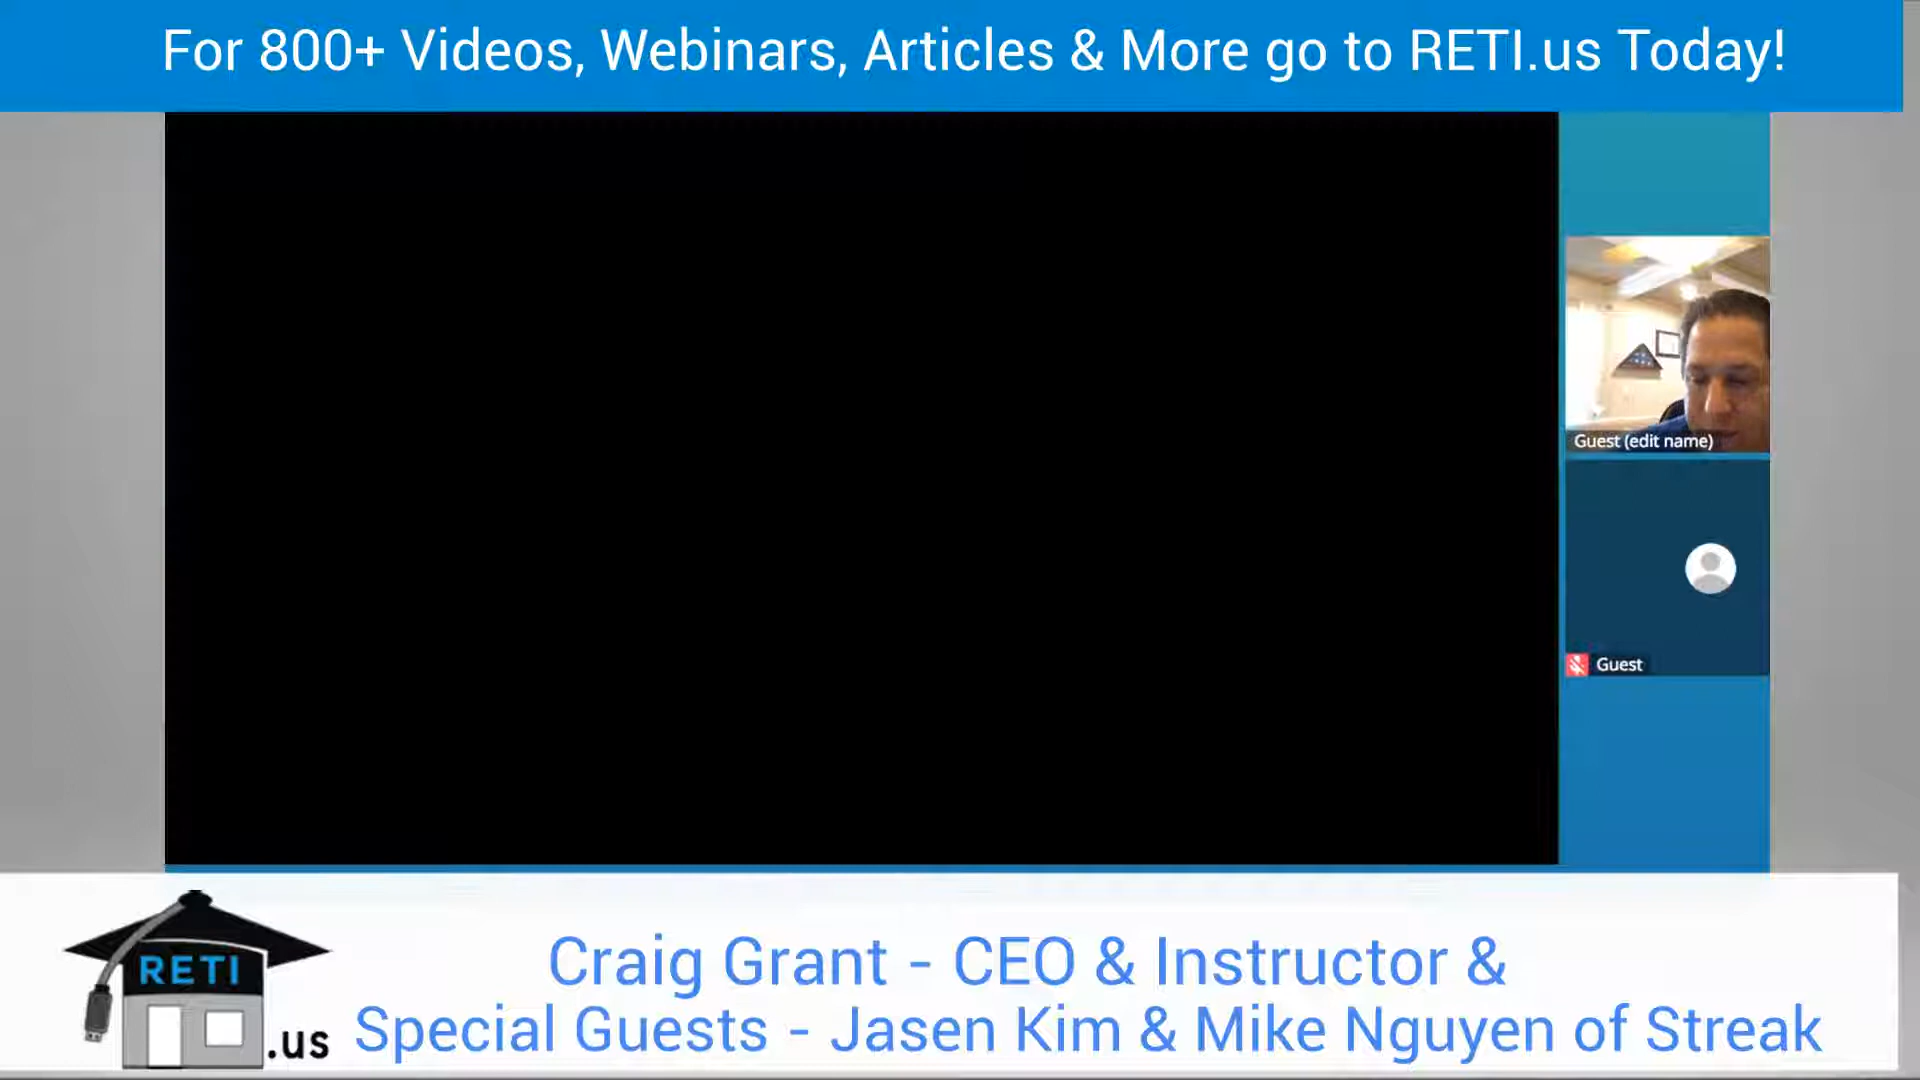 For 800+ Videos, Webinars, Articles & More go to RETI.us Today!
Guest (edit name)
Guest
RETI
.us
Craig Grant - CEO & Instructor &
Special Guests - Jasen Kim & Mike Nguyen of Streak